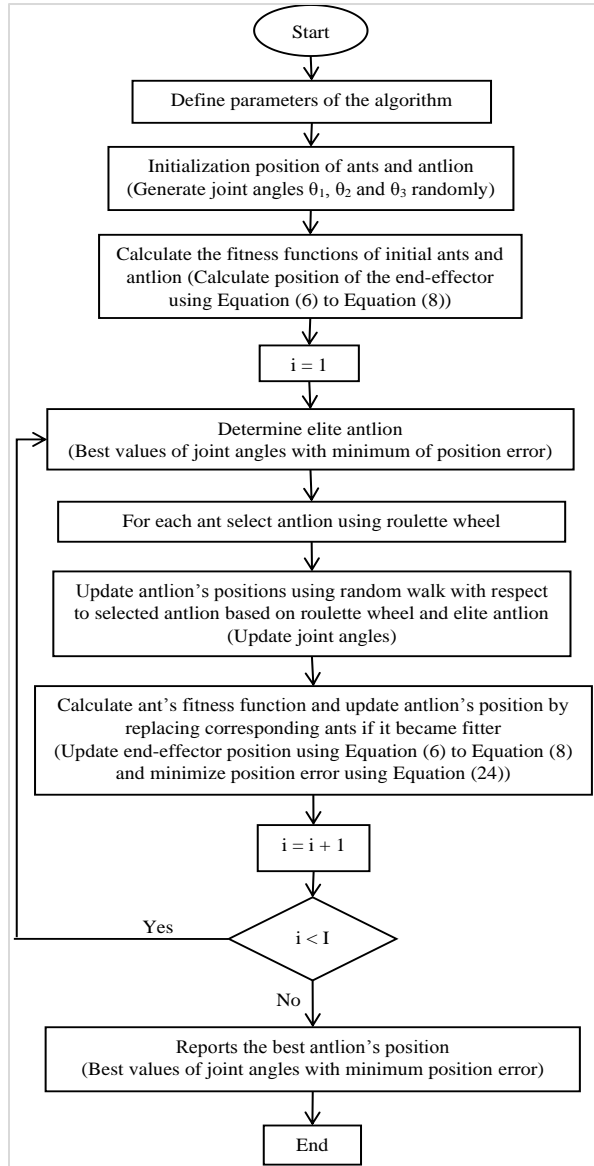 Start
Define parameters of the algorithm
Initialization position of ants and antlion
(Generate joint angles θ₁, θ₂ and θ₃ randomly)
Calculate the fitness functions of initial ants and
antlion (Calculate position of the end-effector
using Equation (6) to Equation (8))
i = 1
Determine elite antlion
(Best values of joint angles with minimum of position error)
For each ant select antlion using roulette wheel
Update antlion's positions using random walk with respect
to selected antlion based on roulette wheel and elite antlion
(Update joint angles)
Calculate ant's fitness function and update antlion's position by
replacing corresponding ants if it became fitter
(Update end-effector position using Equation (6) to Equation (8)
and minimize position error using Equation (24))
i = i + 1
Yes
i < I
No
Reports the best antlion's position
(Best values of joint angles with minimum position error)
End